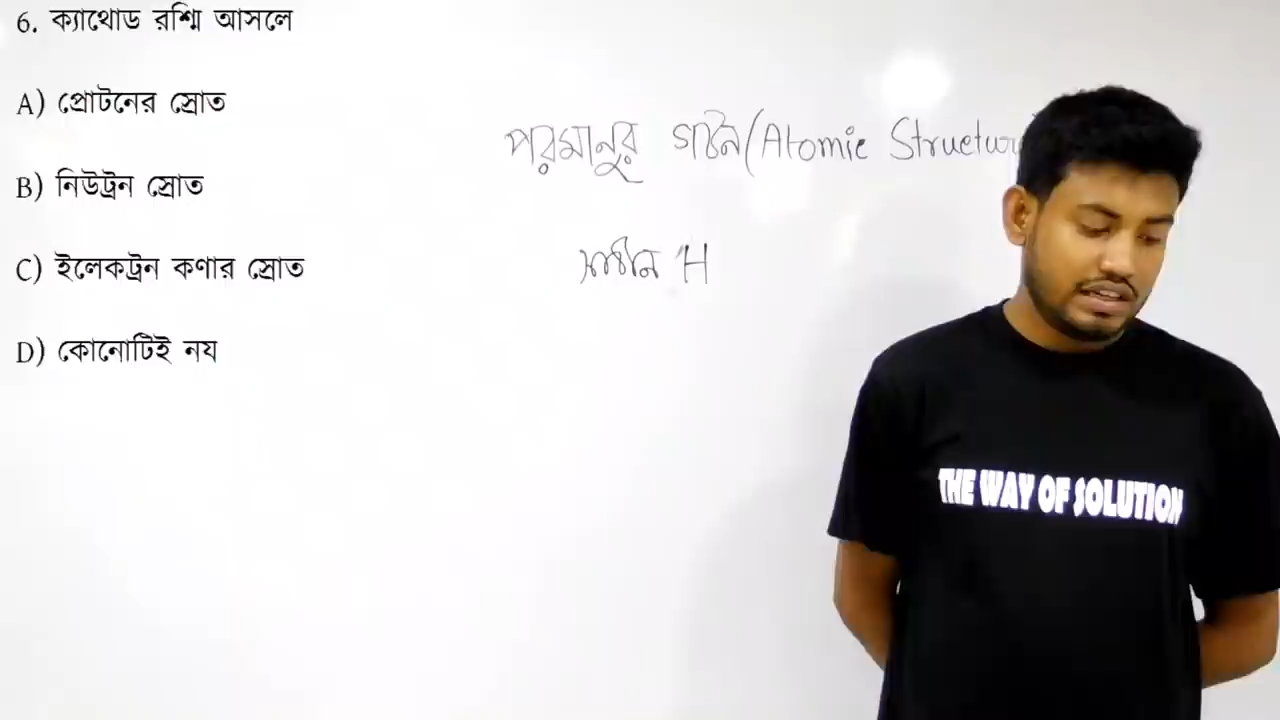 6. ক্যাথোড রশ্মি আসলে
A) প্রোটনের স্রোত
B) নিউট্রন স্রোত
C) ইলেকট্রন কণার স্রোত
D) কোনোটিই নয
পরমানুর গঠন (Atomic Structur
H
THE WAY OF SOLUTION